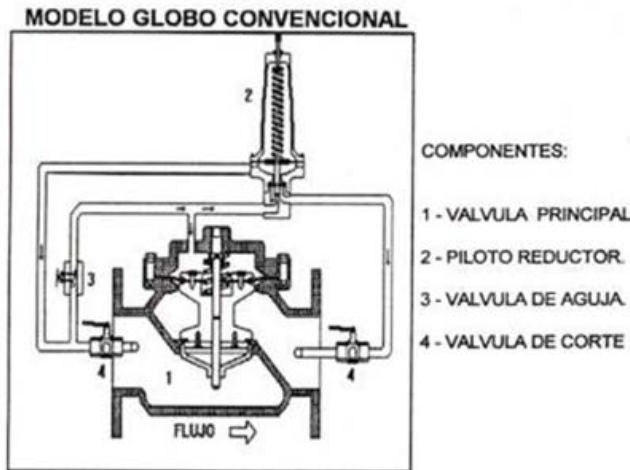 MODELO GLOBO CONVENCIONAL
2
COMPONENTES:
1 - VALVULA PRINCIPAL
2 - PILOTO REDUCTOR.
3
3 - VALVULA DE AGUJA.
4 - VALVULA DE CORTE
4
1
4
FLUJO